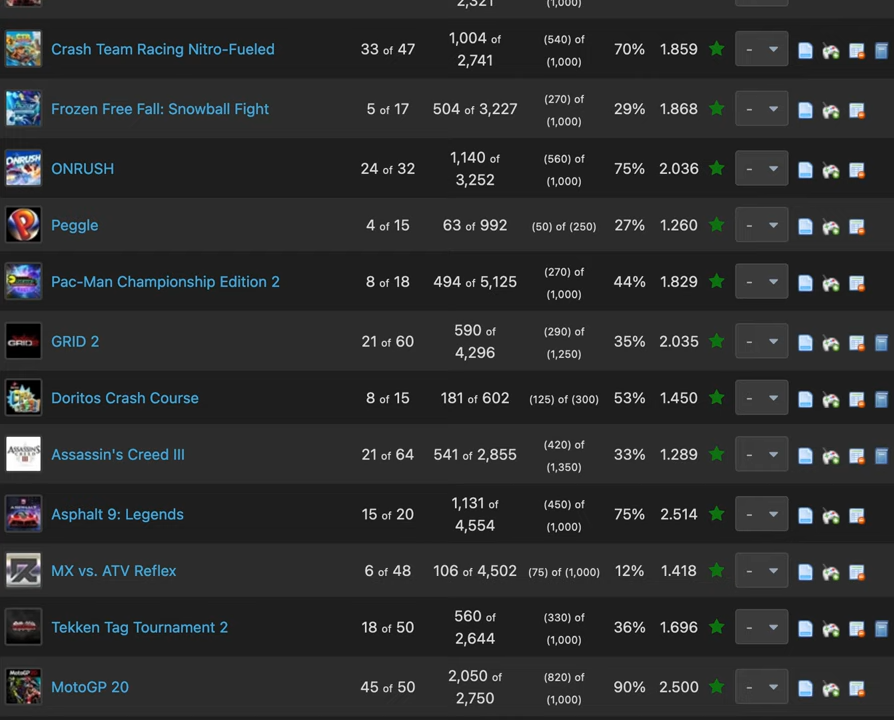 2,321
(1,000)
Crash Team Racing Nitro-Fueled 33 of 47 1,004 of 2,741 (540) of (1,000) 70% 1.859 -
Frozen Free Fall: Snowball Fight 5 of 17 504 of 3,227 (270) of (1,000) 29% 1.868 -
ONRUSH 24 of 32 1,140 of 3,252 (560) of (1,000) 75% 2.036 -
Peggle 4 of 15 63 of 992 (50) of (250) 27% 1.260 -
Pac-Man Championship Edition 2 8 of 18 494 of 5,125 (270) of (1,000) 44% 1.829 -
GRID 2 21 of 60 590 of 4,296 (290) of (1,250) 35% 2.035 -
Doritos Crash Course 8 of 15 181 of 602 (125) of (300) 53% 1.450 -
Assassin's Creed III 21 of 64 541 of 2,855 (420) of (1,350) 33% 1.289 -
Asphalt 9: Legends 15 of 20 1,131 of 4,554 (450) of (1,000) 75% 2.514 -
MX vs. ATV Reflex 6 of 48 106 of 4,502 (75) of (1,000) 12% 1.418 -
Tekken Tag Tournament 2 18 of 50 560 of 2,644 (330) of (1,000) 36% 1.696 -
MotoGP 20 45 of 50 2,050 of 2,750 (820) of (1,000) 90% 2.500 -